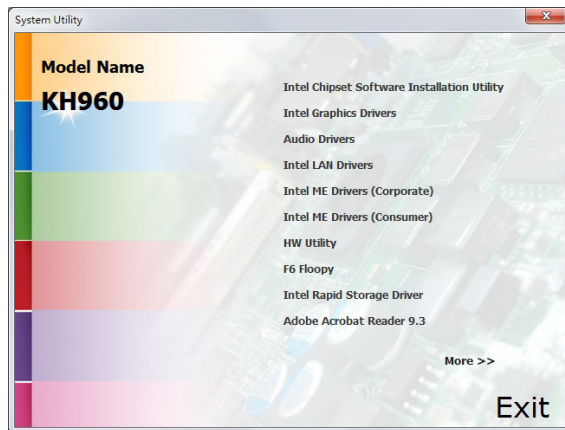 System Utility
Model Name
KH960
Intel Chipset Software Installation Utility
Intel Graphics Drivers
Audio Drivers
Intel LAN Drivers
Intel ME Drivers (Corporate)
Intel ME Drivers (Consumer)
HW Utility
F6 Floopy
Intel Rapid Storage Driver
Adobe Acrobat Reader 9.3
More >>
Exit